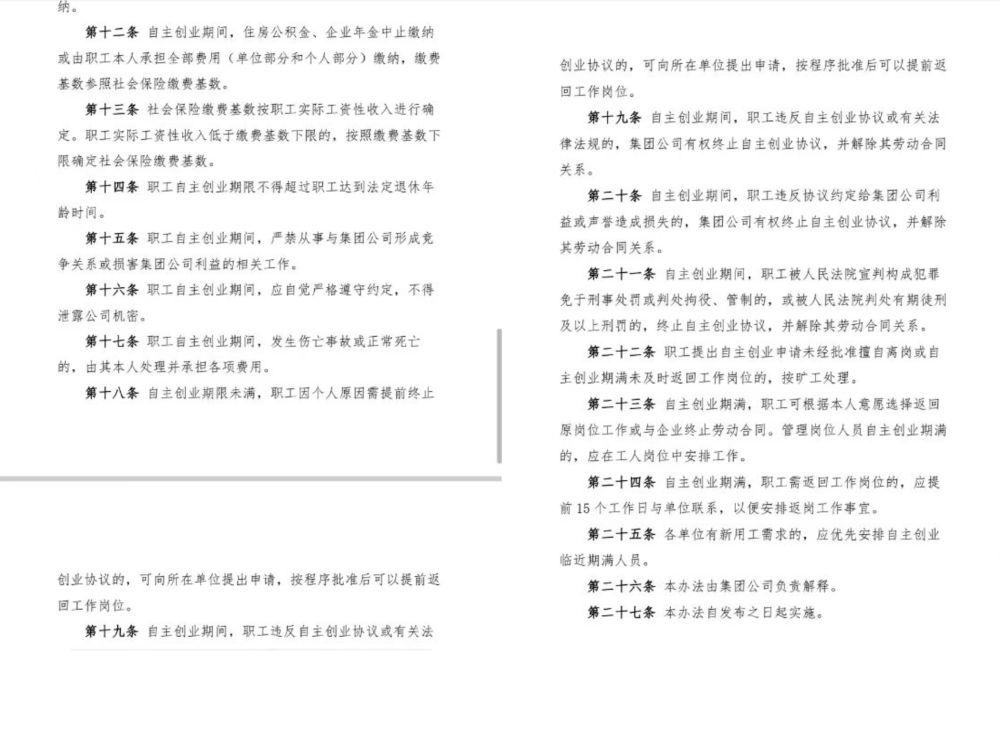 纳。
第十二条 自主创业期间，住房公积金、企业年金中止缴纳
或由职工本人承担全部费用（单位部分和个人部分）缴纳，缴费
基数参照社会保险缴费基数。
第十三条 社会保险缴费基数按职工实际工资性收入进行确
定。职工实际工资性收入低于缴费基数下限的，按照缴费基数下
限确定社会保险缴费基数。
第十四条 职工自主创业期限不得超过职工达到法定退休年
龄时间。
第十五条 职工自主创业期间，严禁从事与集团公司形成竞
争关系或损害集团公司利益的相关工作。
第十六条 职工自主创业期间，应自觉严格遵守约定，不得
泄露公司机密。
第十七条 职工自主创业期间，发生伤亡事故或正常死亡
的，由其本人处理并承担各项费用。
第十八条 自主创业期限未满，职工因个人原因需提前终止
创业协议的，可向所在单位提出申请，按程序批准后可以提前返
回工作岗位。
第十九条 自主创业期间，职工违反自主创业协议或有关法
创业协议的，可向所在单位提出申请，按程序批准后可以提前返
回工作岗位。
第十九条 自主创业期间，职工违反自主创业协议或有关法
律法规的，集团公司有权终止自主创业协议，并解除其劳动合同
关系。
第二十条 自主创业期间，职工违反协议约定给集团公司利
益或声誉造成损失的，集团公司有权终止自主创业协议，并解除
其劳动合同关系。
第二十一条 自主创业期间，职工被人民法院宣判构成犯罪
免于刑事处罚或判处拘役、管制的，或被人民法院判处有期徒刑
及以上刑罚的，终止自主创业协议，并解除其劳动合同关系。
第二十二条 职工提出自主创业申请未经批准擅自离岗或自
主创业期满未及时返回工作岗位的，按旷工处理。
第二十三条 自主创业期满，职工可根据本人意愿选择返回
原岗位工作或与企业终止劳动合同。管理岗位人员自主创业期满
的，应在工人岗位中安排工作。
第二十四条 自主创业期满，职工需返回工作岗位的，应提
前 15 个工作日与单位联系，以便安排返岗工作事宜。
第二十五条 各单位有新用工需求的，应优先安排自主创业
临近期满人员。
第二十六条 本办法由集团公司负责解释。
第二十七条 本办法自发布之日起实施。